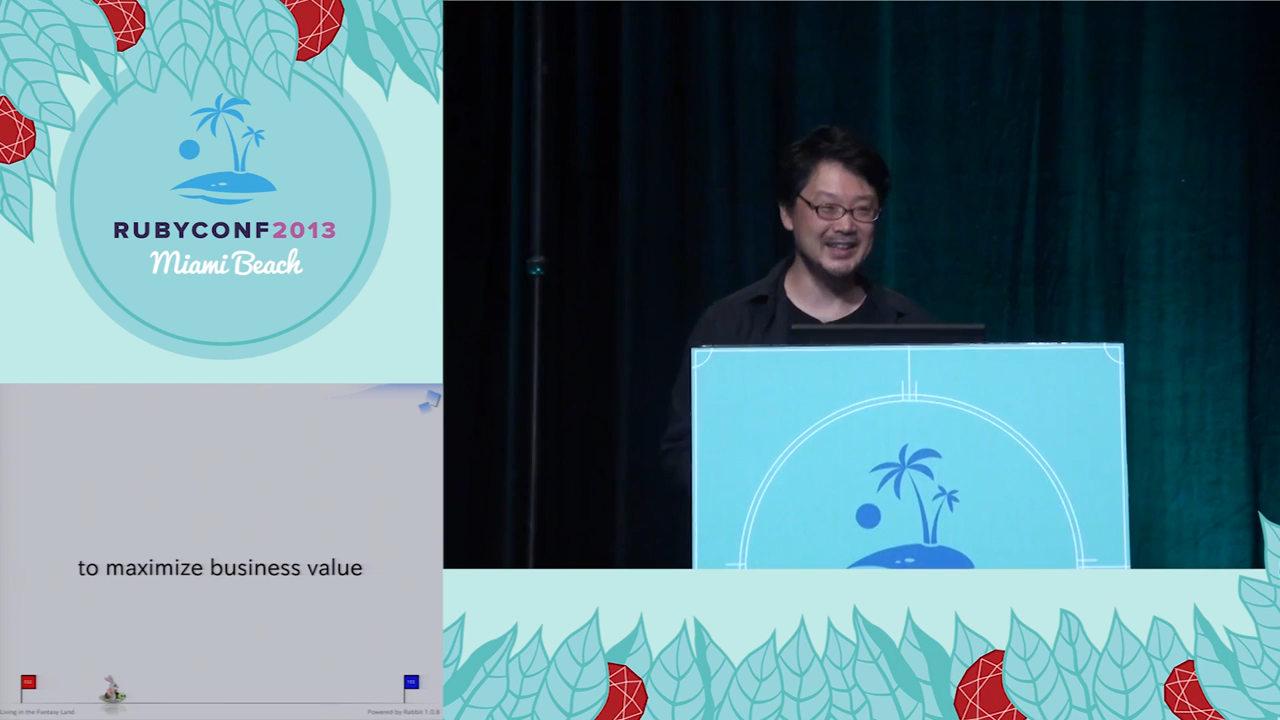 RUBYCONF2013
Miami Beach
to maximize business value
Living in the Fantasy Land
Powered by Rabbit 1.0.8